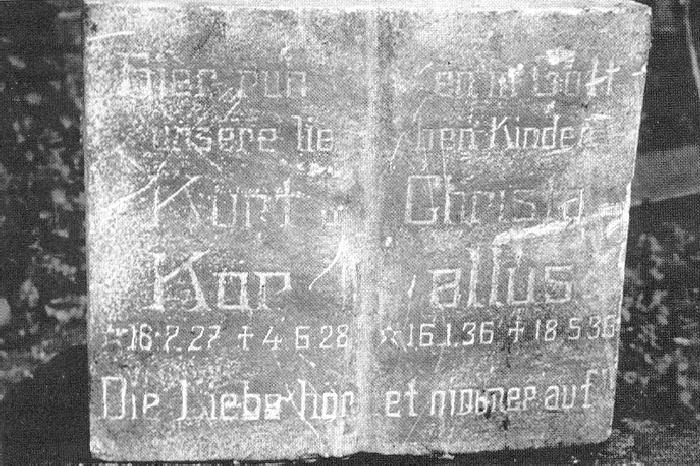 Hier ruh en in Gott
unsere lie ben Kinder
Kurt u. Christa
Kor allus
*16.7.27 + 4.6.28 ☆ 16.1.36 + 18.5.36
Die Liebe hör et nimmer auf"